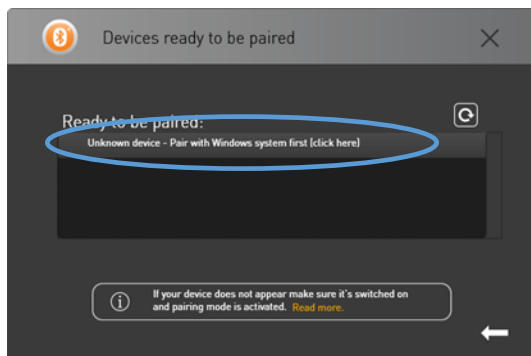 Devices ready to be paired
Ready to be paired:
Unknown device - Pair with Windows system first (click here)
If your device does not appear make sure it's switched on
and pairing mode is activated. Read more.